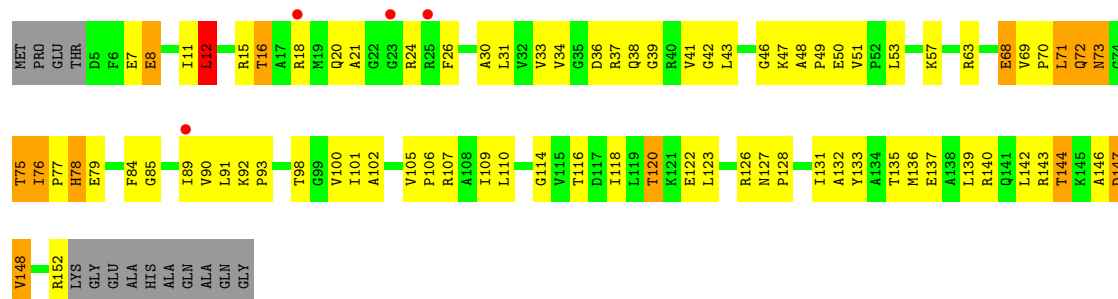 MET PRO GLU THR D5 F6 E7 E8 I11 L12 R15 T16 A17 R18 M19 Q20 A21 G22 G23 R24 R25 F26 A30 L31 V32 V33 V34 G35 D36 R37 Q38 G39 R40 V41 G42 L43 G46 K47 A48 P49 E50 V51 P52 L53 K57 R63 E68 V69 P70 L71 Q72 N73 G74
T75 I76 P77 H78 E79 F84 G85 I89 V90 L91 K92 P93 T98 G99 V100 I101 A102 V105 P106 R107 A108 I109 L110 G114 V115 T116 D117 I118 L119 T120 K121 E122 L123 R126 N127 P128 I131 A132 Y133 A134 T135 M136 E137 A138 L139 R140 Q141 L142 R143 T144 K145 A146 D147
V148 R152 LYS GLY GLU ALA HIS ALA GLN ALA GLN GLY